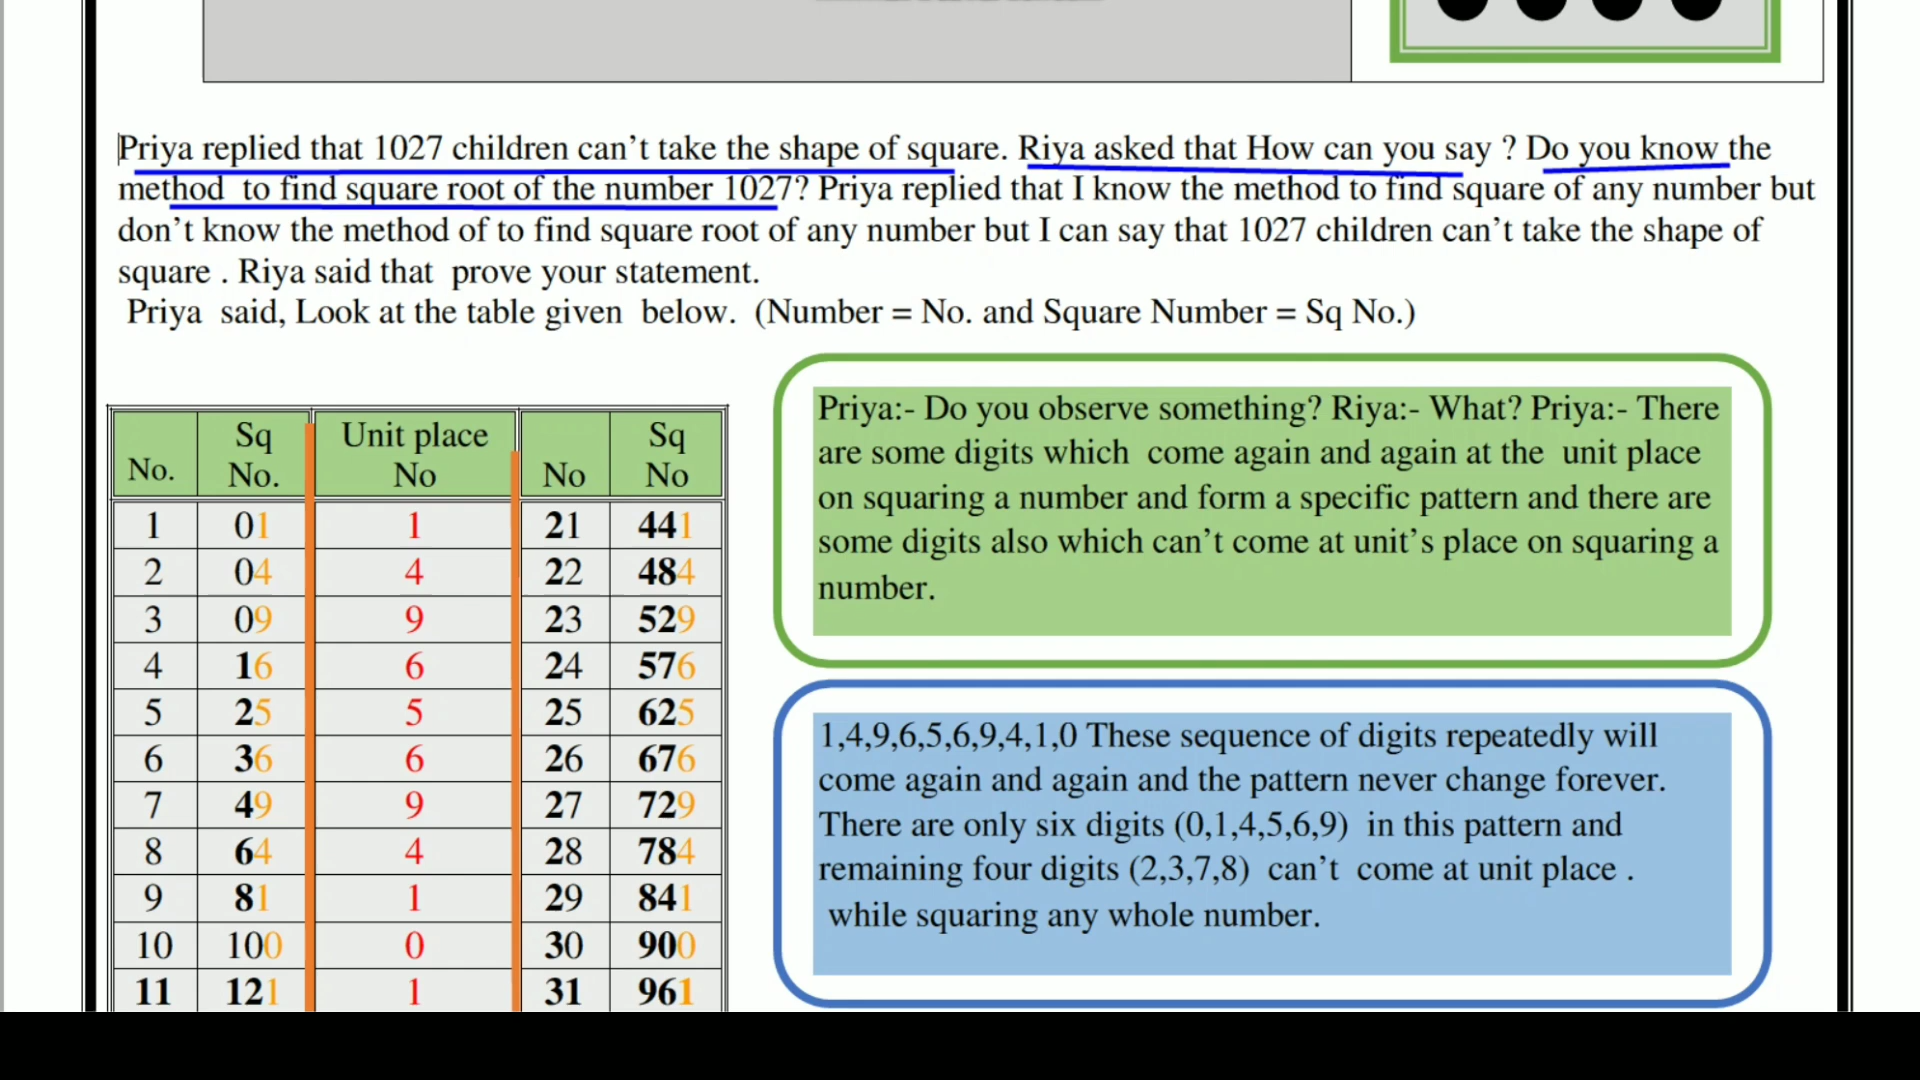 Priya replied that 1027 children can’t take the shape of square. Riya asked that How can you say ? Do you know the
method to find square root of the number 1027? Priya replied that I know the method to find square of any number but
don’t know the method of to find square root of any number but I can say that 1027 children can’t take the shape of
square . Riya said that prove your statement.
Priya said, Look at the table given below. (Number = No. and Square Number = Sq No.)
No. Sq No. Unit place No No Sq No
1 01 1 21 441
2 04 4 22 484
3 09 9 23 529
4 16 6 24 576
5 25 5 25 625
6 36 6 26 676
7 49 9 27 729
8 64 4 28 784
9 81 1 29 841
10 100 0 30 900
11 121 1 31 961
Priya:- Do you observe something? Riya:- What? Priya:- There
are some digits which come again and again at the unit place
on squaring a number and form a specific pattern and there are
some digits also which can’t come at unit’s place on squaring a
number.
1,4,9,6,5,6,9,4,1,0 These sequence of digits repeatedly will
come again and again and the pattern never change forever.
There are only six digits (0,1,4,5,6,9) in this pattern and
remaining four digits (2,3,7,8) can’t come at unit place .
while squaring any whole number.